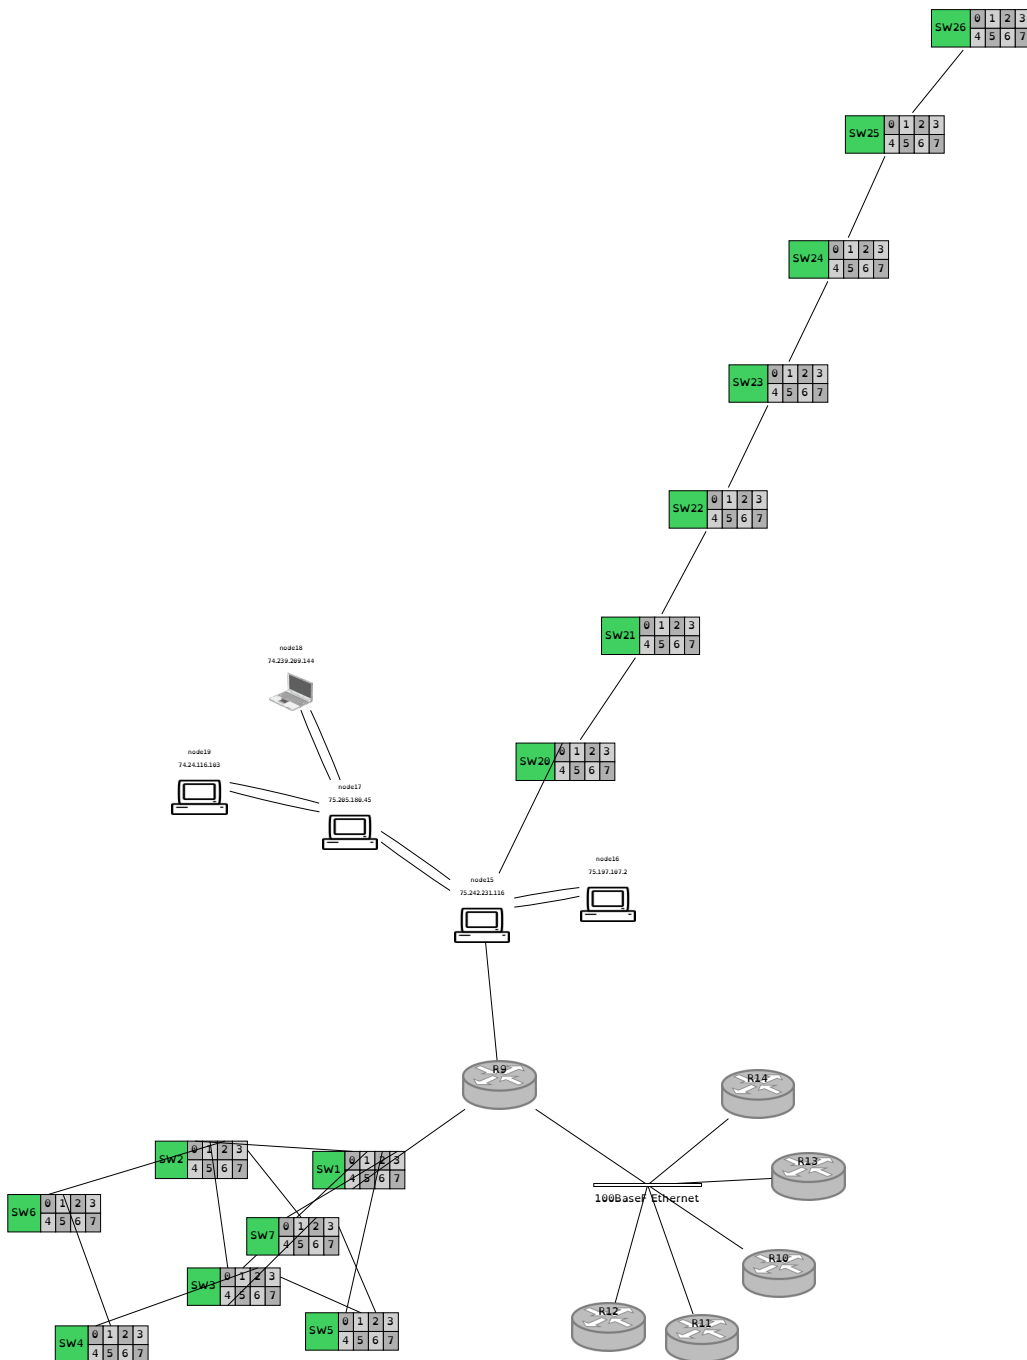 SW26 0 1 2 3
4 5 6 7
SW25 0 1 2 3
4 5 6 7
SW24 0 1 2 3
4 5 6 7
SW23 0 1 2 3
4 5 6 7
SW22 0 1 2 3
4 5 6 7
SW21 0 1 2 3
4 5 6 7
node18
74.239.209.144
SW20 0 1 2 3
4 5 6 7
node19
74.24.116.103
node17
75.205.180.45
node16
75.197.107.2
node15
75.242.231.116
R9
R14
SW2 0 1 2 3
4 5 6 7
SW1 0 1 2 3
4 5 6 7
R13
100BaseF Ethernet
SW6 0 1 2 3
4 5 6 7
SW7 0 1 2 3
4 5 6 7
R10
SW3 0 1 2 3
4 5 6 7
R12
R11
SW5 0 1 2 3
4 5 6 7
SW4 0 1 2 3
4 5 6 7